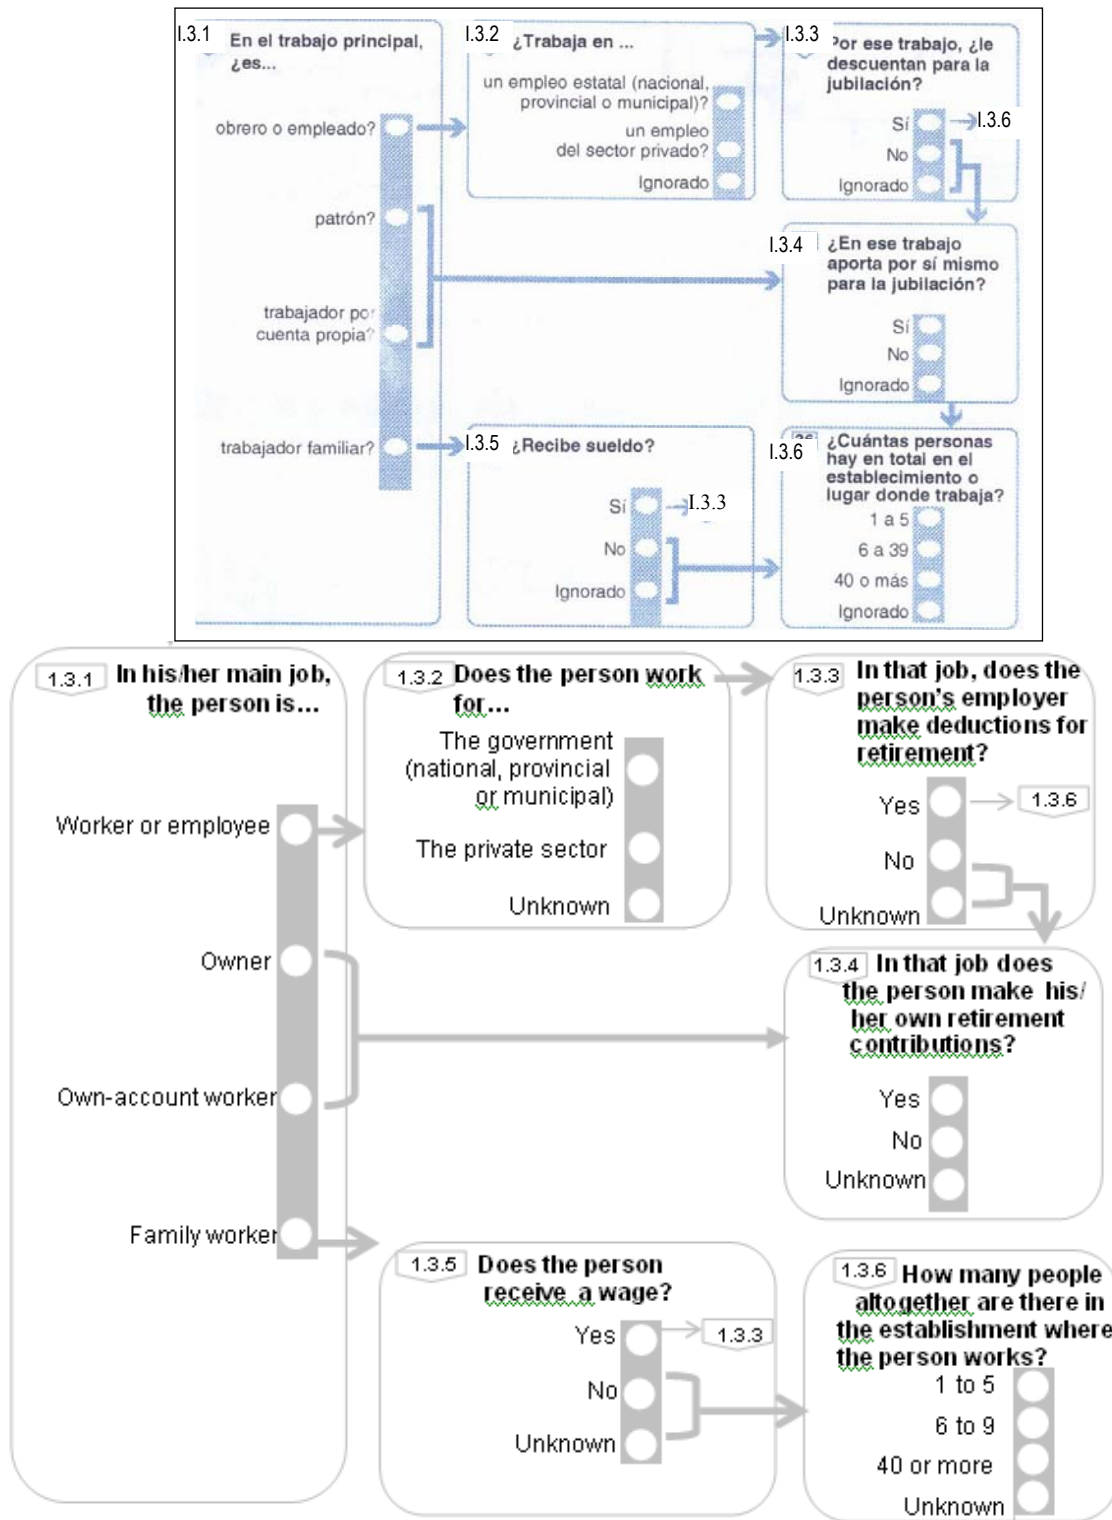 I.3.1
En el trabajo principal,
¿es...
obrero o empleado?
patrón?
trabajador por
cuenta propia?
trabajador familiar?
I.3.2
¿Trabaja en ...
un empleo estatal (nacional,
provincial o municipal)?
un empleo
del sector privado?
Ignorado
I.3.3
Por ese trabajo, ¿le
descuentan para la
jubilación?
Sí
I.3.6
No
Ignorado
I.3.4
¿En ese trabajo
aporta por sí mismo
para la jubilación?
Sí
No
Ignorado
I.3.5
¿Recibe sueldo?
Sí
I.3.3
No
Ignorado
I.3.6
¿Cuántas personas
hay en total en el
establecimiento o
lugar donde trabaja?
1 a 5
6 a 39
40 o más
Ignorado
1.3.1 In his/her main job,
the person is...
Worker or employee
Owner
Own-account worker
Family worker
1.3.2 Does the person work
for...
The government
(national, provincial
or municipal)
The private sector
Unknown
1.3.3 In that job, does the
person's employer
make deductions for
retirement?
Yes
1.3.6
No
Unknown
1.3.4 In that job does
the person make his/
her own retirement
contributions?
Yes
No
Unknown
1.3.5 Does the person
receive a wage?
Yes
1.3.3
No
Unknown
1.3.6 How many people
altogether are there in
the establishment where
the person works?
1 to 5
6 to 9
40 or more
Unknown